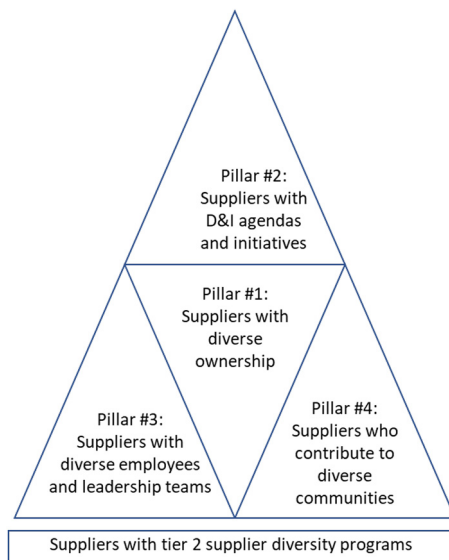 Pillar #2:
Suppliers with
D&I agendas
and initiatives
Pillar #1:
Suppliers with
diverse
ownership
Pillar #3:
Suppliers with
diverse employees
and leadership teams
Pillar #4:
Suppliers who
contribute to
diverse
communities
Suppliers with tier 2 supplier diversity programs